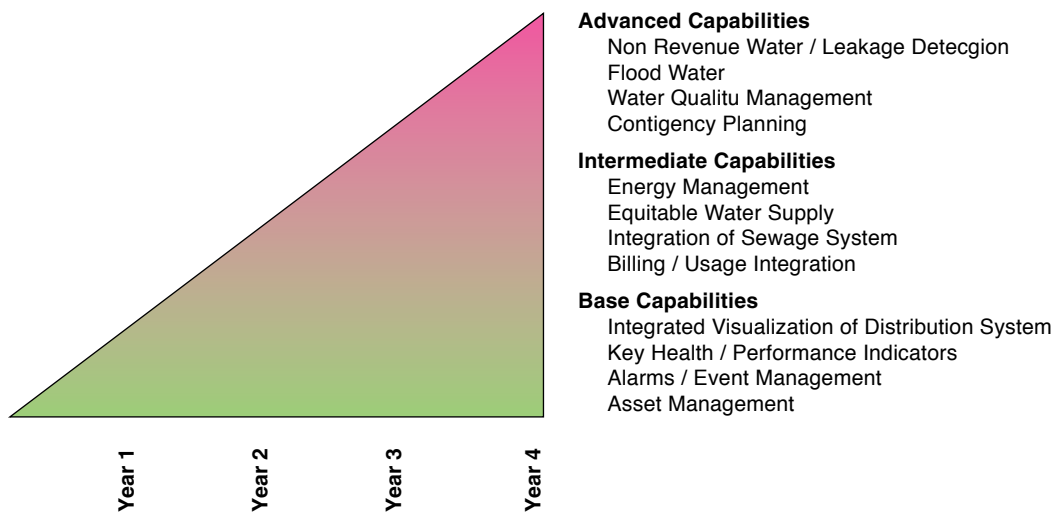 Advanced Capabilities
Non Revenue Water / Leakage Detecgion
Flood Water
Water Qualitu Management
Contigency Planning
Intermediate Capabilities
Energy Management
Equitable Water Supply
Integration of Sewage System
Billing / Usage Integration
Base Capabilities
Integrated Visualization of Distribution System
Key Health / Performance Indicators
Alarms / Event Management
Asset Management
Year 1
Year 2
Year 3
Year 4